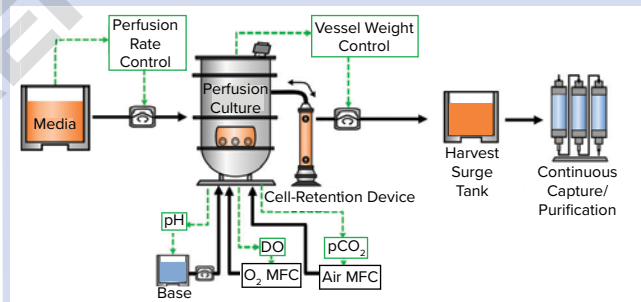 Perfusion
Rate
Control
Vessel Weight
Control
Media
Perfusion
Culture
Cell-Retention Device
Harvest
Surge
Tank
Continuous
Capture/
Purification
pH
DO
pCO₂
Base
O₂ MFC
Air MFC